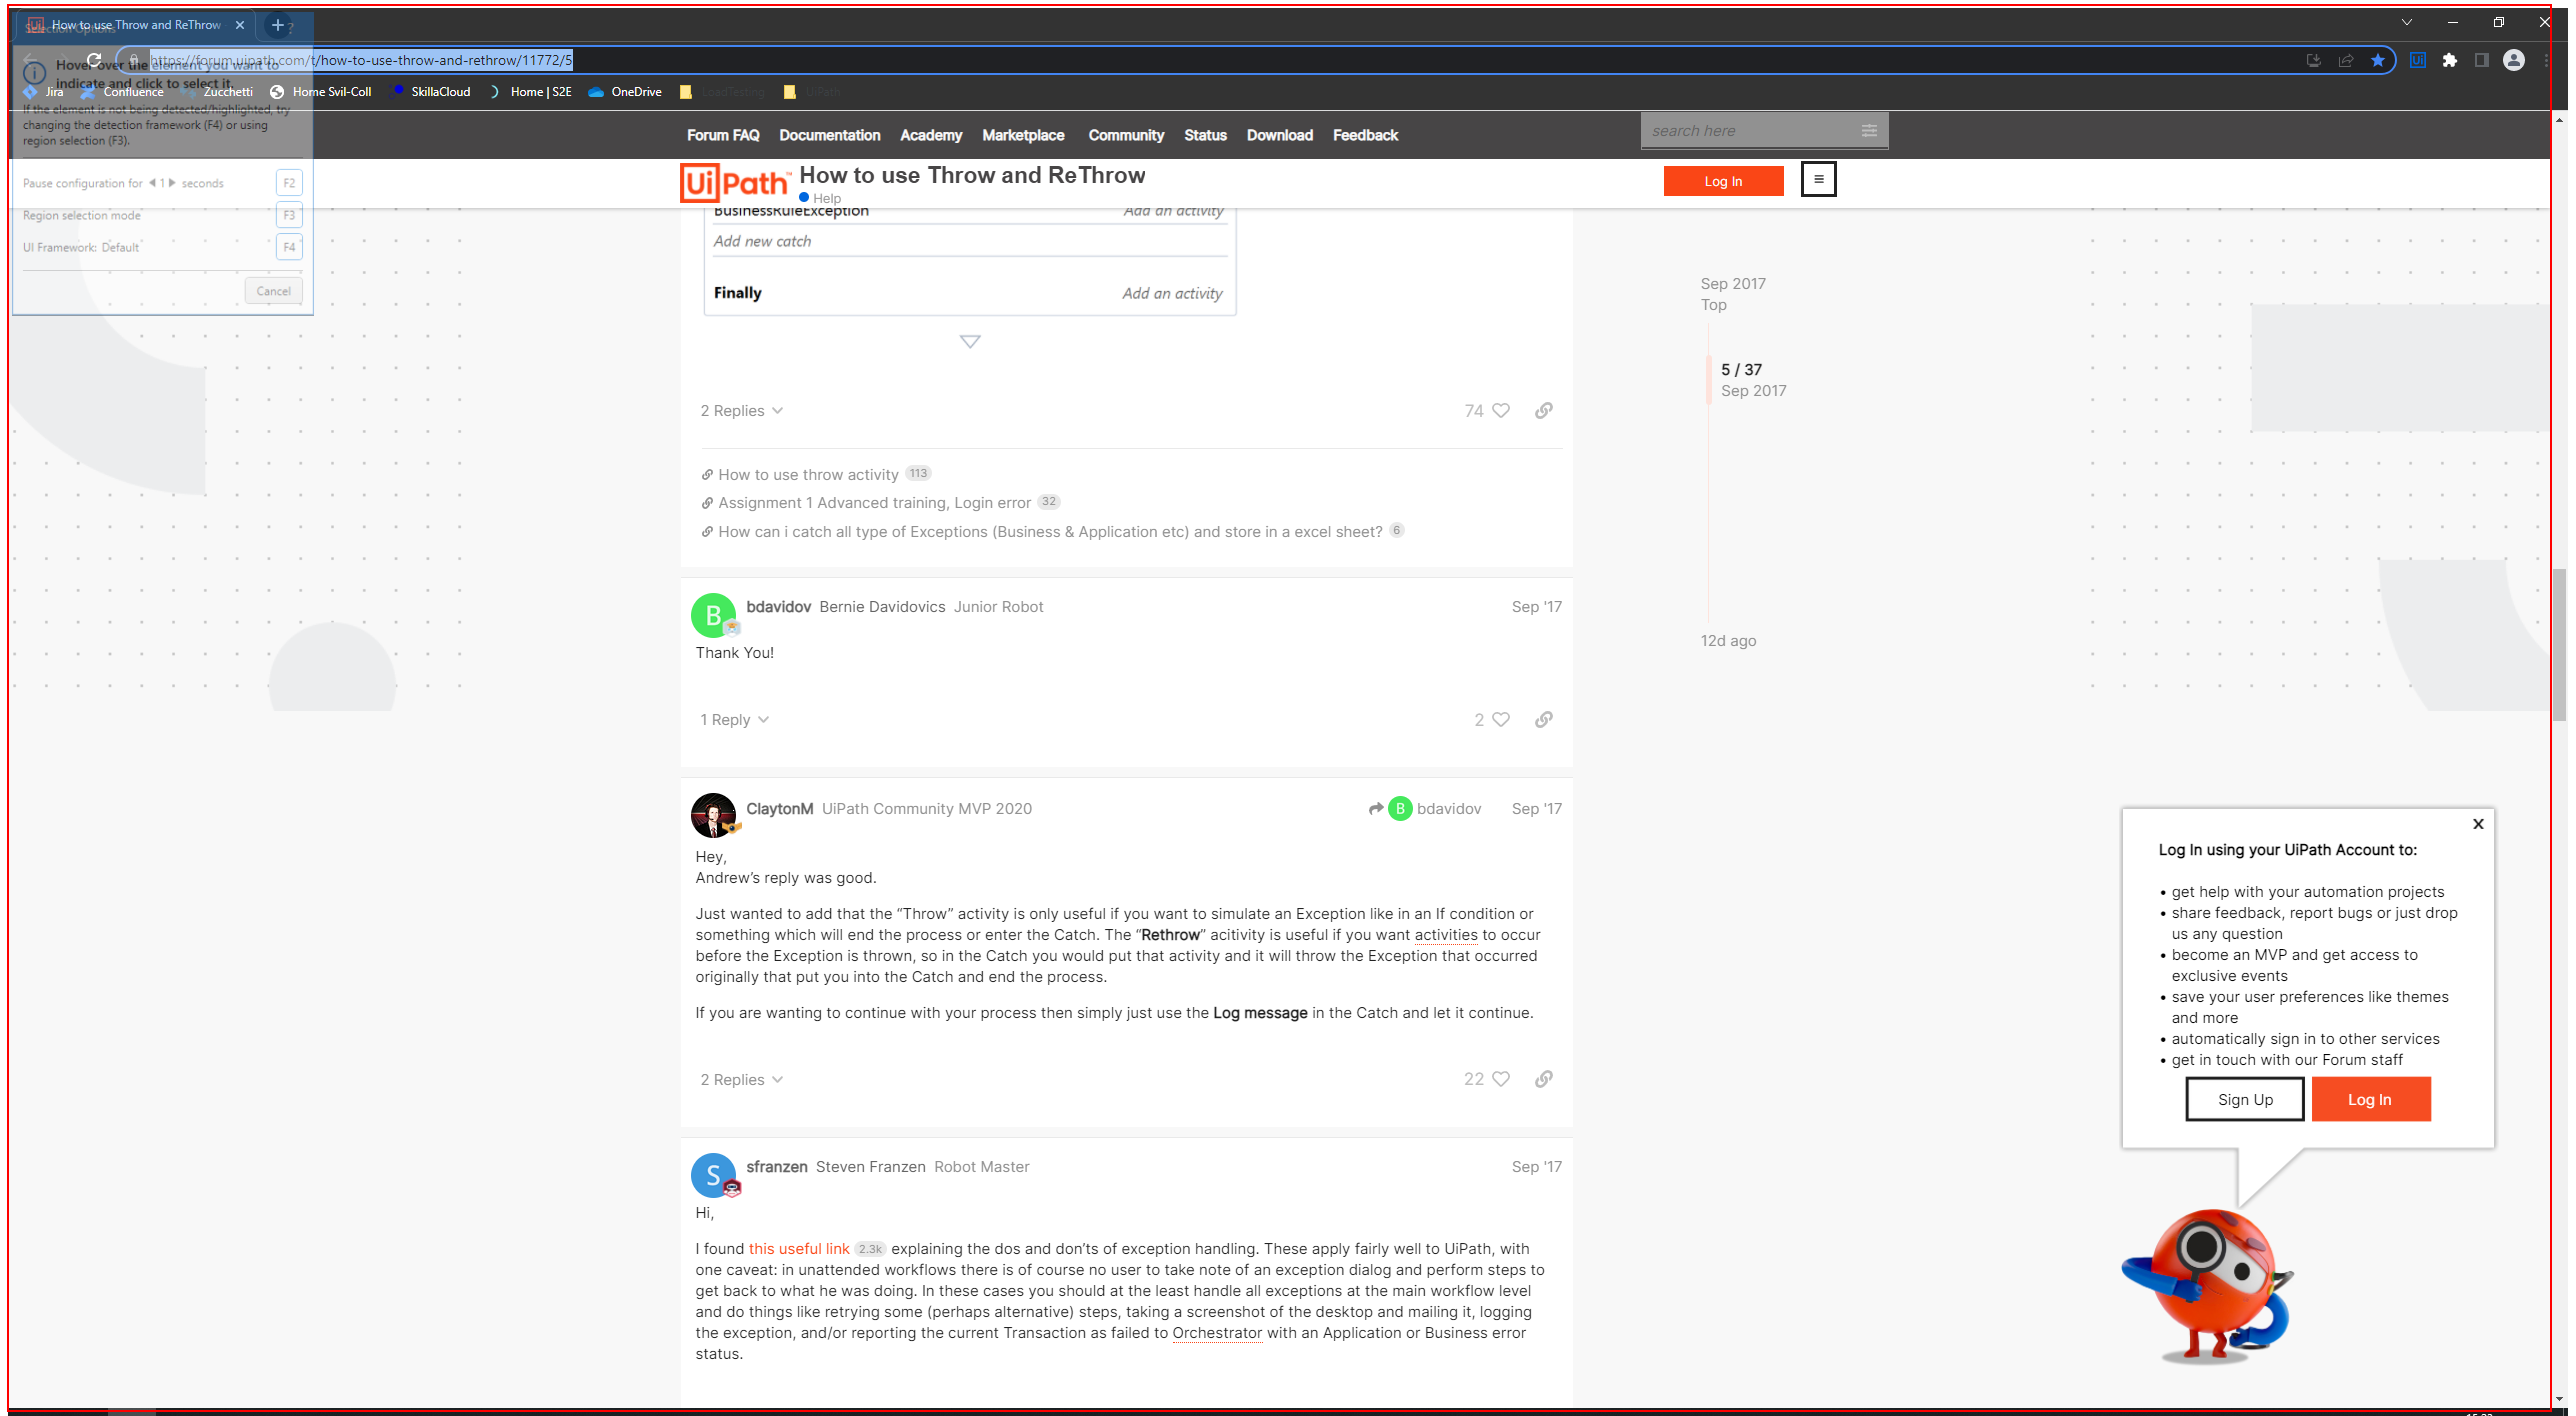 How to use Throw and ReThrow
Selection Options
?
https://forum.uipath.com/t/how-to-use-throw-and-rethrow/11772/5
Hover over the element you want to
indicate and click to select it.
Jira
Confluence
Zucchetti
Home Svil-Coll
SkillaCloud
Home | S2E
OneDrive
LoadTesting
UiPath
If the element is not being detected/highlighted, try
changing the detection framework (F4) or using
region selection (F3).
Pause configuration for 1 seconds
F2
Region selection mode
F3
UI Framework: Default
F4
Cancel
Forum FAQ Documentation Academy Marketplace Community Status Download Feedback
search here
UiPath™
How to use Throw and ReThrow
Help
Log In
BusinessRuleException
Add an activity
Add new catch
Finally
Add an activity
2 Replies
74
How to use throw activity 113
Assignment 1 Advanced training, Login error 32
How can i catch all type of Exceptions (Business & Application etc) and store in a excel sheet? 6
Sep 2017
Top
5 / 37
Sep 2017
12d ago
B
bdavidov Bernie Davidovics Junior Robot
Sep '17
Thank You!
1 Reply
2
ClaytonM UiPath Community MVP 2020
B bdavidov
Sep '17
Hey,
Andrew’s reply was good.
Just wanted to add that the “Throw” activity is only useful if you want to simulate an Exception like in an If condition or
something which will end the process or enter the Catch. The “Rethrow” acitivity is useful if you want activities to occur
before the Exception is thrown, so in the Catch you would put that activity and it will throw the Exception that occurred
originally that put you into the Catch and end the process.
If you are wanting to continue with your process then simply just use the Log message in the Catch and let it continue.
2 Replies
22
S
sfranzen Steven Franzen Robot Master
Sep '17
Hi,
I found this useful link 2.3k explaining the dos and don’ts of exception handling. These apply fairly well to UiPath, with
one caveat: in unattended workflows there is of course no user to take note of an exception dialog and perform steps to
get back to what he was doing. In these cases you should at the least handle all exceptions at the main workflow level
and do things like retrying some (perhaps alternative) steps, taking a screenshot of the desktop and mailing it, logging
the exception, and/or reporting the current Transaction as failed to Orchestrator with an Application or Business error
status.
X
Log In using your UiPath Account to:
• get help with your automation projects
• share feedback, report bugs or just drop
us any question
• become an MVP and get access to
exclusive events
• save your user preferences like themes
and more
• automatically sign in to other services
• get in touch with our Forum staff
Sign Up
Log In